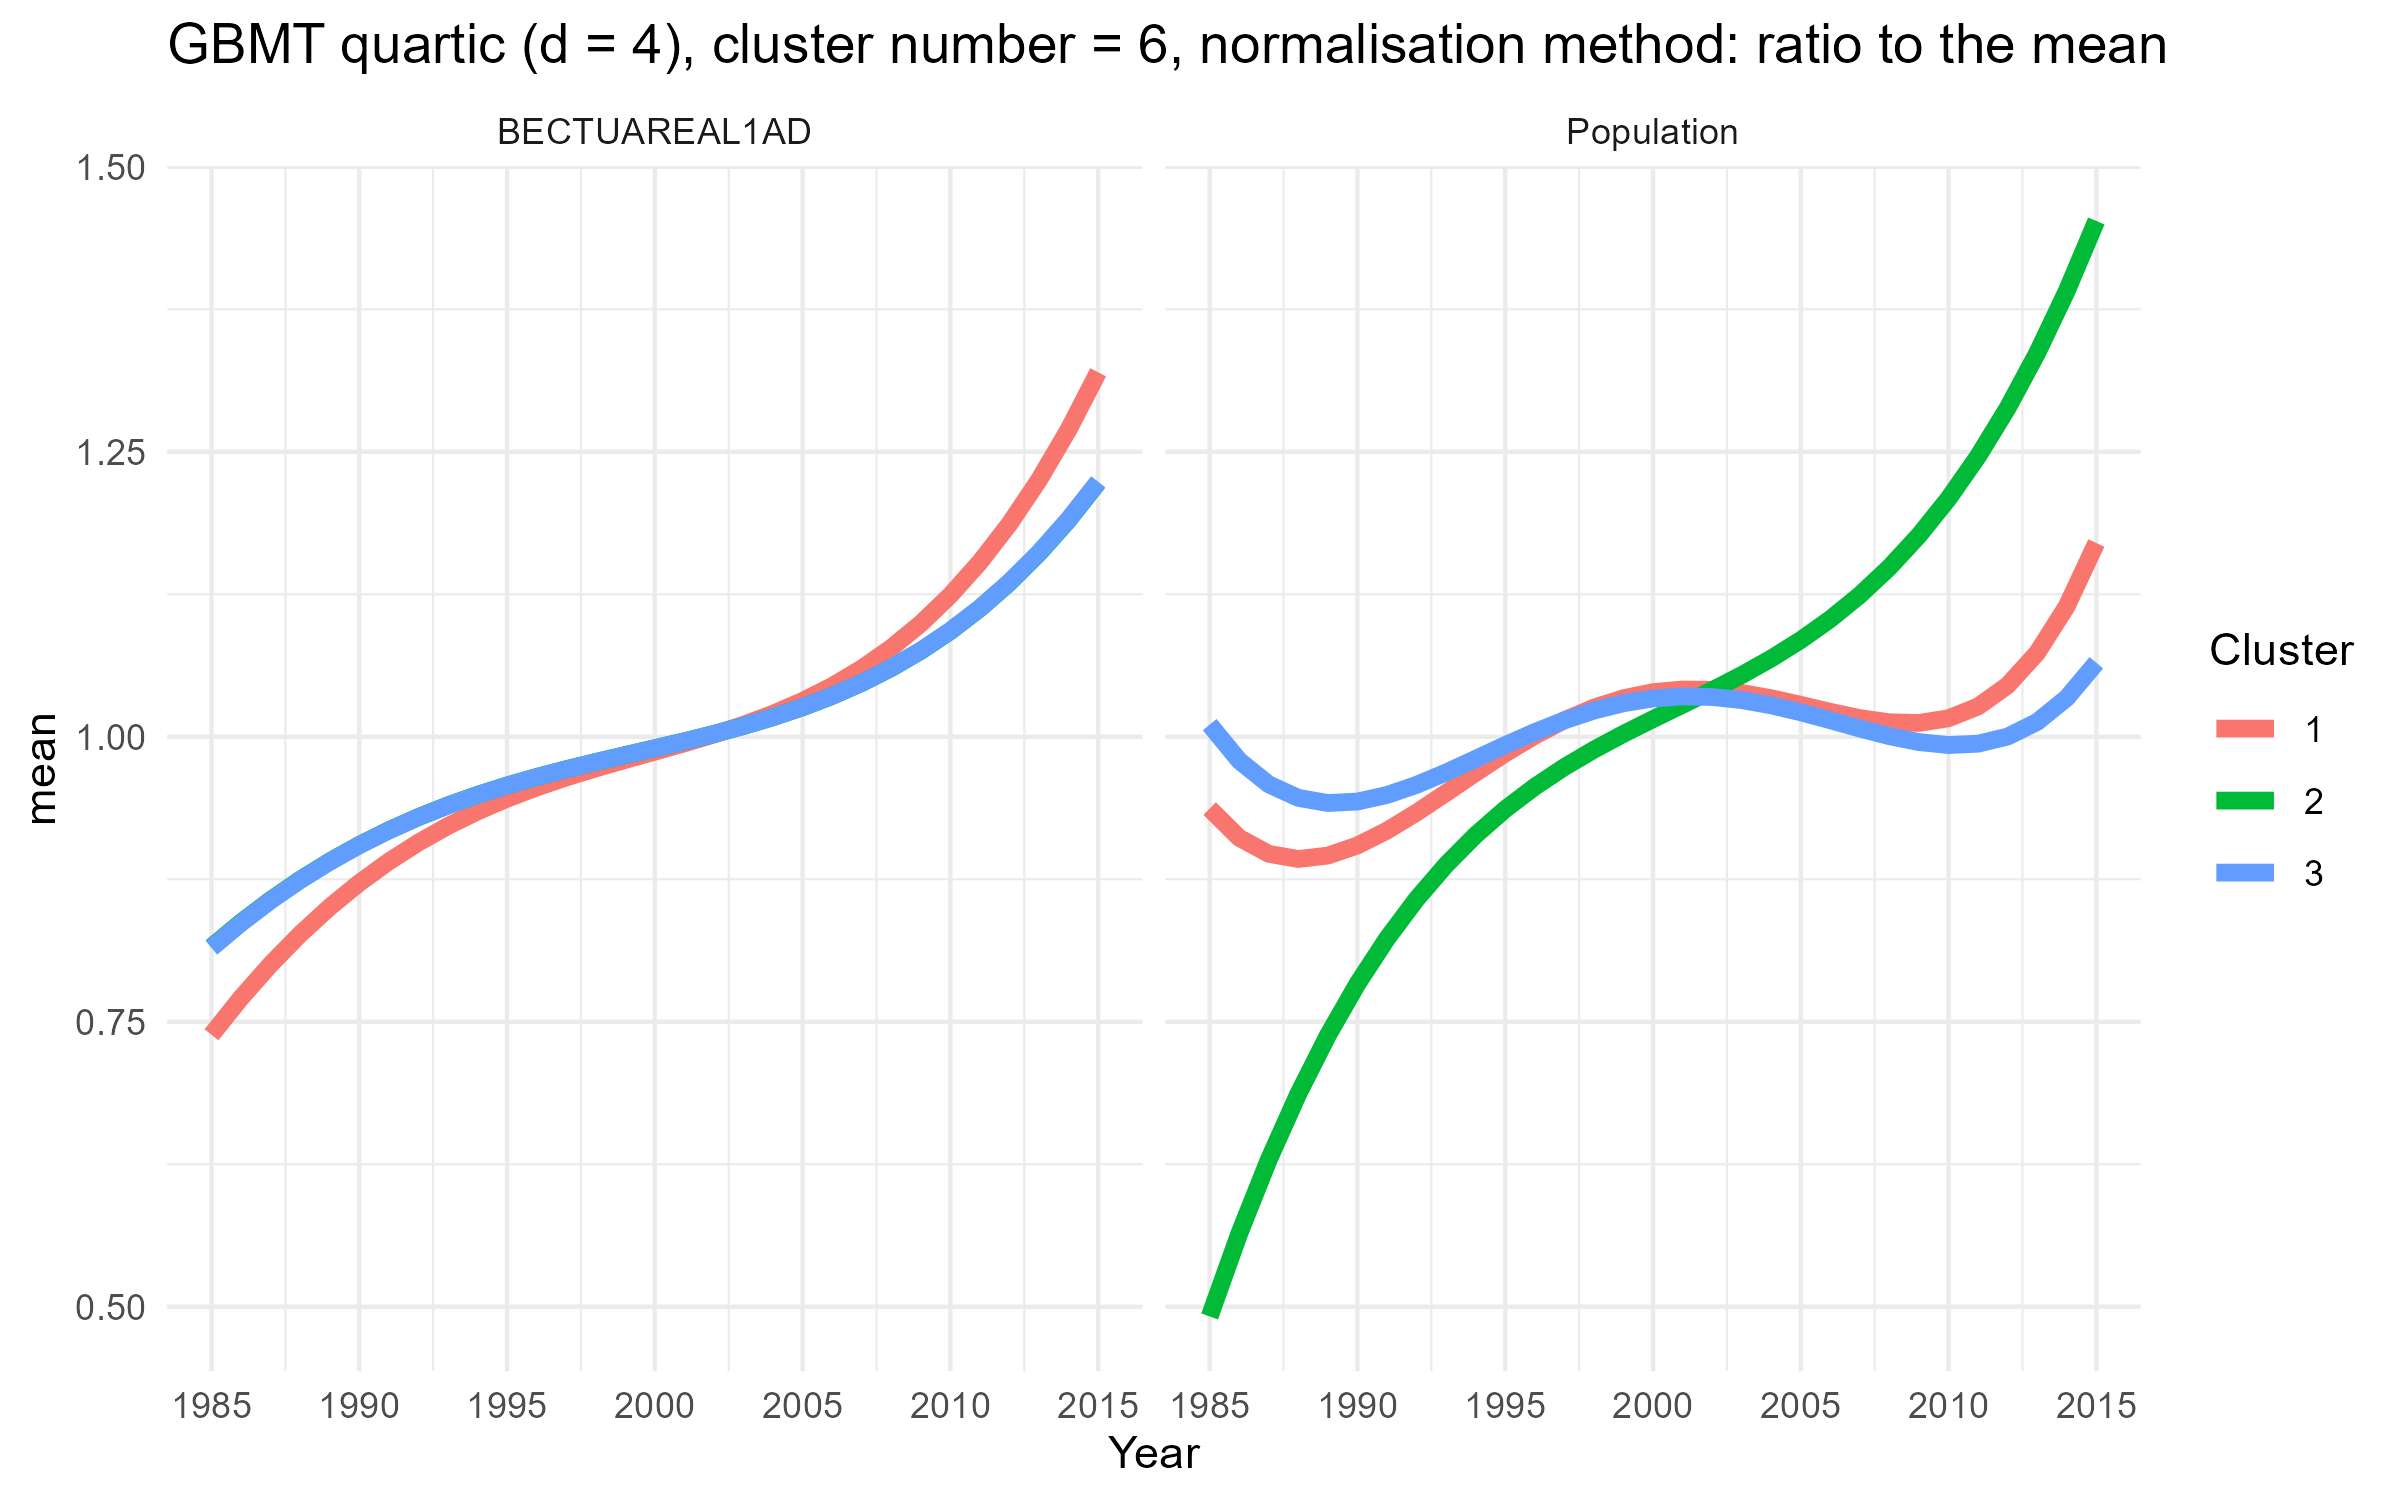 GBMT quartic (d = 4), cluster number = 6, normalisation method: ratio to the mean
BECTUAREAL1AD Population
1.50
1.25
1.00
0.75
0.50
mean
1985 1990 1995 2000 2005 2010 2015 1985 1990 1995 2000 2005 2010 2015
Year
Cluster
1
2
3